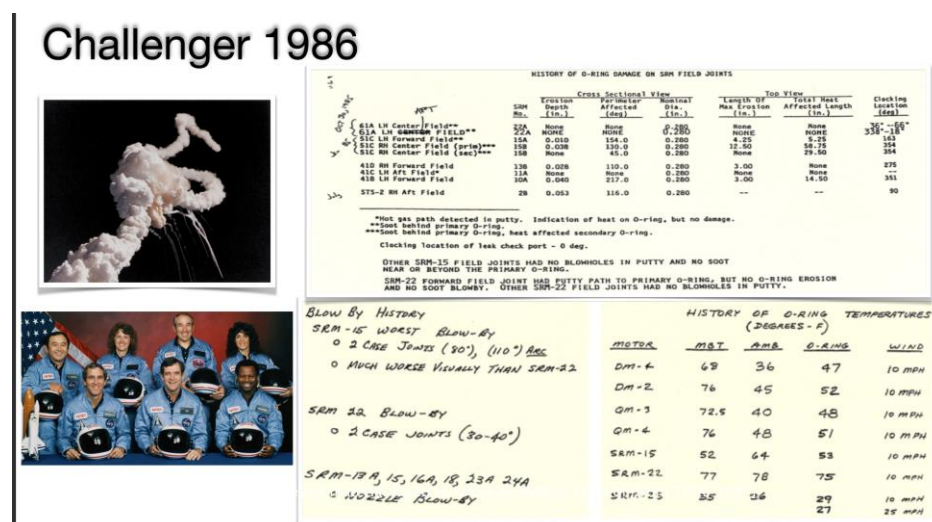 Challenger 1986
HISTORY OF O-RING DAMAGE ON SRM FIELD JOINTS
Cross Sectional View Top View
SRM No. Erosion Depth (in.) Perimeter Affected (deg) Nominal Dia. (in.) Length Of Max Erosion (in.) Total Heat Affected Length (in.) Clocking Location (deg)
61A LH Center Field** 22A None None 0.280 None None 36°--66°
61A LH CENTER FIELD** 22A NONE NONE 0.280 NONE NONE 338°-18°
51C LH Forward Field** 15A 0.010 154.0 0.280 4.25 5.25 163
51C RH Center Field (prim)*** 15B 0.038 130.0 0.280 12.50 58.75 354
51C RH Center Field (sec)*** 15B None 45.0 0.280 None 29.50 354
41D RH Forward Field 13B 0.028 110.0 0.280 3.00 None 275
41C LH Aft Field* 11A None None 0.280 None None --
41B LH Forward Field 10A 0.040 217.0 0.280 3.00 14.50 351
STS-2 RH Aft Field 2B 0.053 116.0 0.280 -- -- 90
*Hot gas path detected in putty. Indication of heat on O-ring, but no damage.
**Soot behind primary O-ring.
***Soot behind primary O-ring, heat affected secondary O-ring.
Clocking location of leak check port - 0 deg.
OTHER SRM-15 FIELD JOINTS HAD NO BLOWHOLES IN PUTTY AND NO SOOT
NEAR OR BEYOND THE PRIMARY O-RING.
SRM-22 FORWARD FIELD JOINT HAD PUTTY PATH TO PRIMARY O-RING, BUT NO O-RING EROSION
AND NO SOOT BLOWBY. OTHER SRM-22 FIELD JOINTS HAD NO BLOWHOLES IN PUTTY.
BLOW BY HISTORY
SRM-15 WORST BLOW-BY
2 CASE JOINTS (80°), (110°) ARC
MUCH WORSE VISUALLY THAN SRM-22
SRM 22 BLOW-BY
2 CASE JOINTS (30-40°)
SRM-13A, 15, 16A, 18, 23A 24A
NOZZLE BLOW-BY
HISTORY OF O-RING TEMPERATURES
(DEGREES-F)
MOTOR MBT AMB O-RING WIND
DM-4 68 36 47 10 MPH
DM-2 76 45 52 10 MPH
QM-3 72.5 40 48 10 MPH
QM-4 76 48 51 10 MPH
SRM-15 52 64 53 10 MPH
SRM-22 77 78 75 10 MPH
SRM-25 55 26 29 10 MPH
27 25 MPH